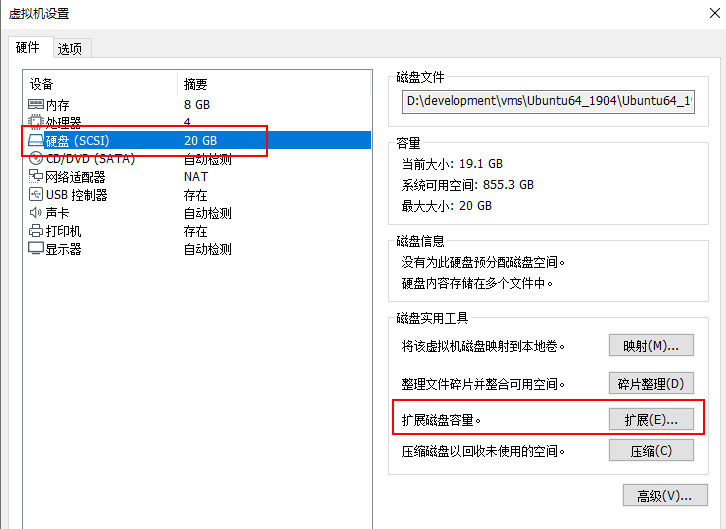 虚拟机设置
硬件
选项
设备 摘要
内存 8 GB
处理器 4
硬盘 (SCSI) 20 GB
CD/DVD (SATA) 自动检测
网络适配器 NAT
USB 控制器 存在
声卡 自动检测
打印机 存在
显示器 自动检测
磁盘文件
D:\development\vms\Ubuntu64_1904\Ubuntu64_19
容量
当前大小: 19.1 GB
系统可用空间: 855.3 GB
最大大小: 20 GB
磁盘信息
没有为此硬盘预分配磁盘空间。
硬盘内容存储在多个文件中。
磁盘实用工具
将该虚拟机磁盘映射到本地卷。 映射(M)...
整理文件碎片并整合可用空间。 碎片整理(D)
扩展磁盘容量。 扩展(E)...
压缩磁盘以回收未使用的空间。 压缩(C)
高级(V)...